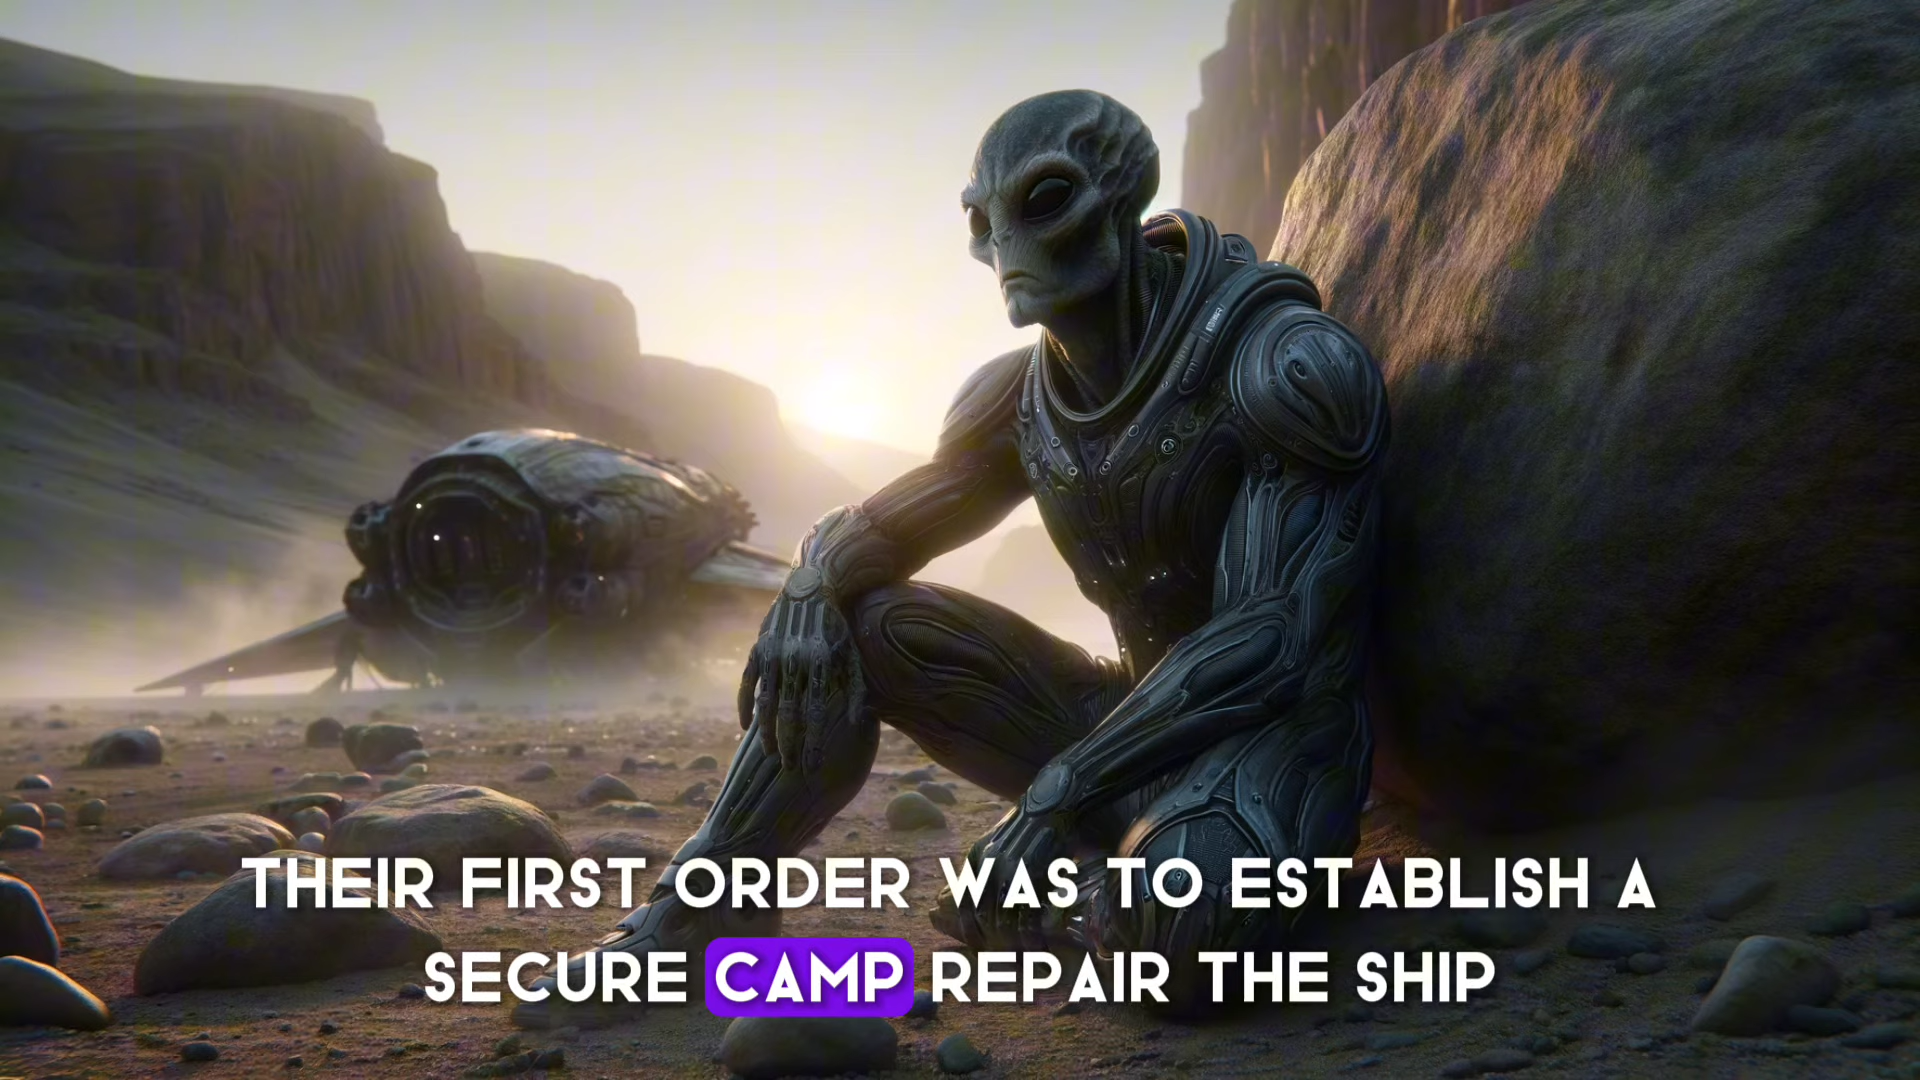 THEIR FIRST ORDER WAS TO ESTABLISH A
SECURE CAMP REPAIR THE SHIP